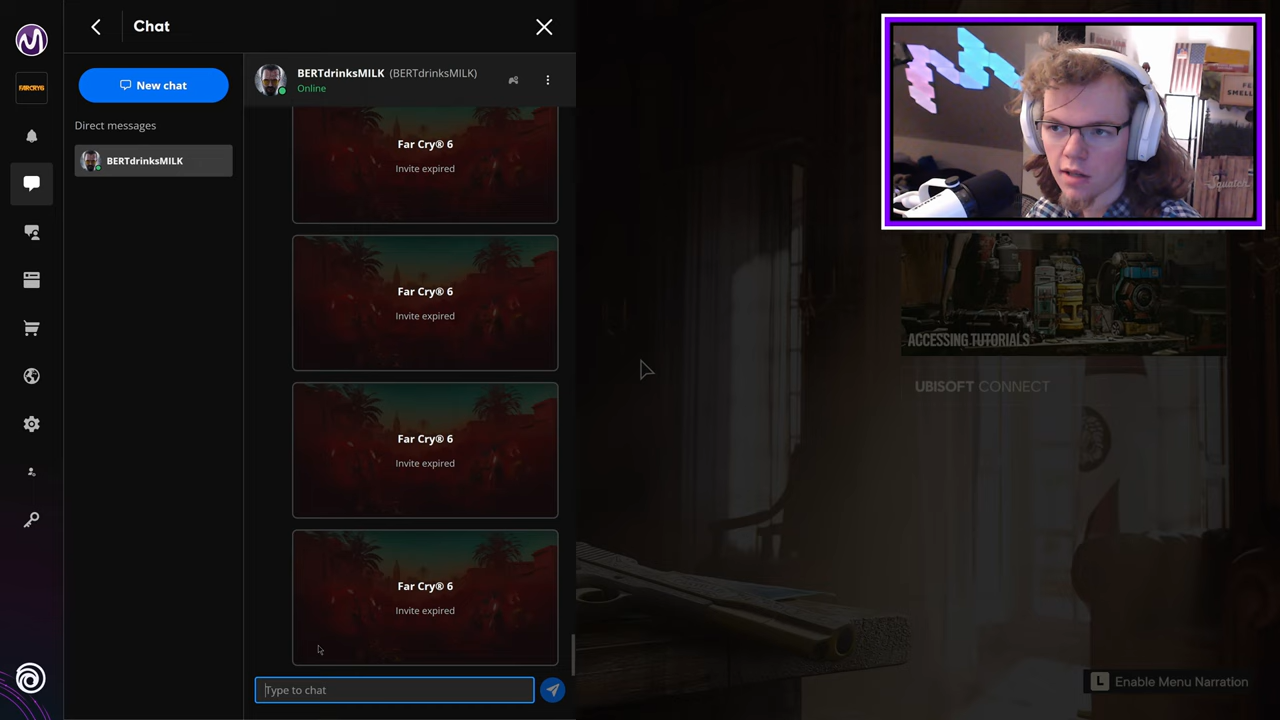 Chat
New chat
Direct messages
BERTdrinksMILK
BERTdrinksMILK (BERTdrinksMILK)
Online
Far Cry® 6
Invite expired
Far Cry® 6
Invite expired
Far Cry® 6
Invite expired
Far Cry® 6
Invite expired
Type to chat
FARCRY6
Squatch
ACCESSING TUTORIALS
UBISOFT CONNECT
L Enable Menu Narration